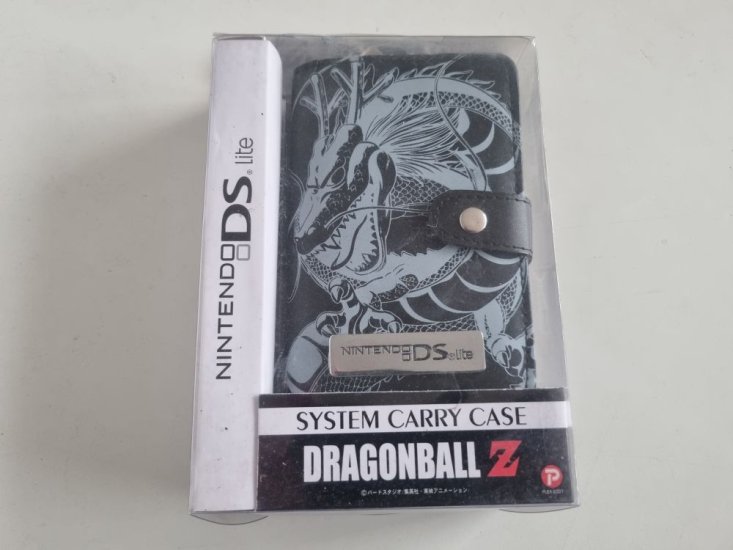 NINTENDO DS lite
NINTENDO DS lite
SYSTEM CARRY CASE
DRAGONBALL Z
©バードスタジオ/集英社・東映アニメーション